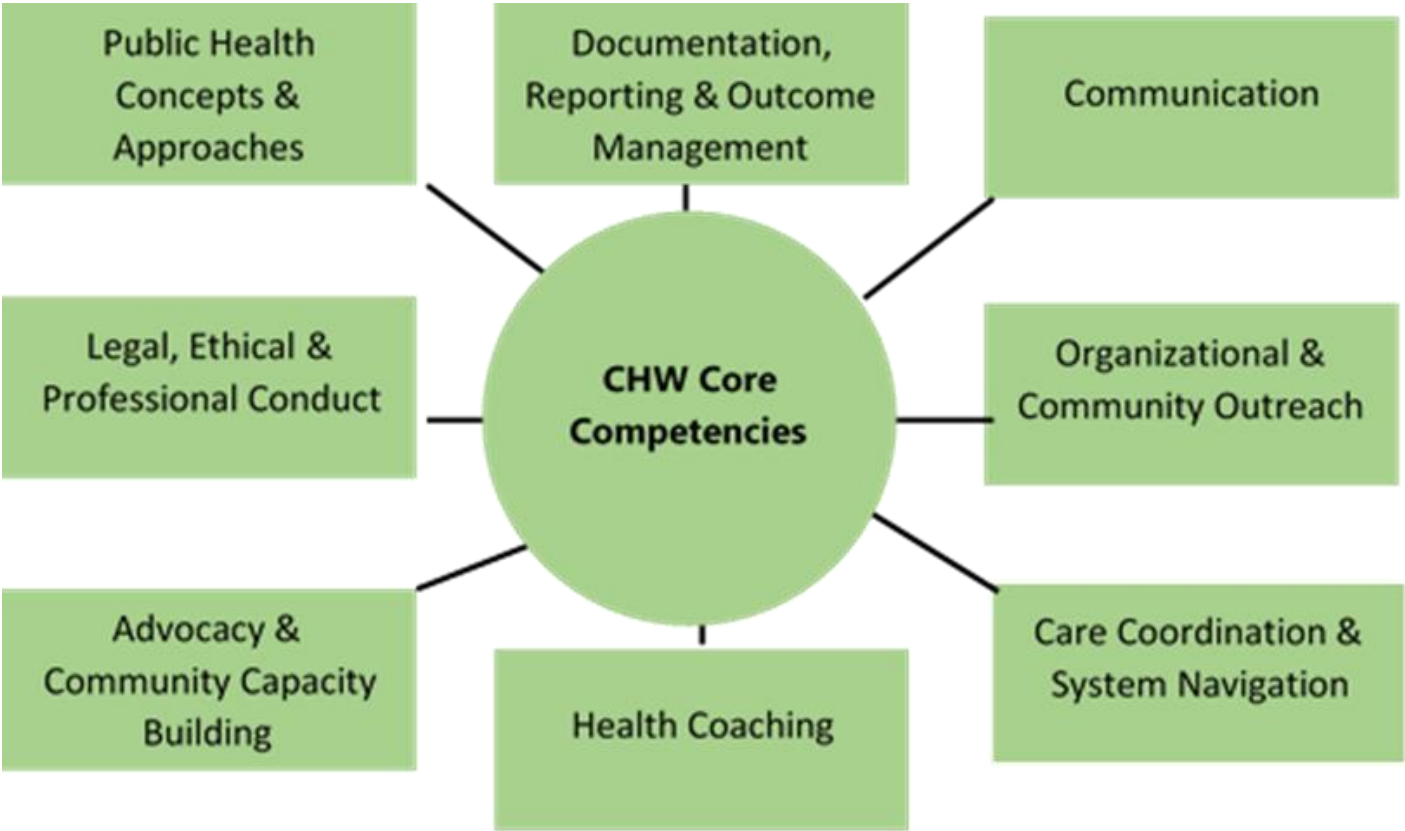 Public Health
Concepts &
Approaches
Documentation,
Reporting & Outcome
Management
Communication
Legal, Ethical &
Professional Conduct
CHW Core
Competencies
Organizational &
Community Outreach
Advocacy &
Community Capacity
Building
Health Coaching
Care Coordination &
System Navigation